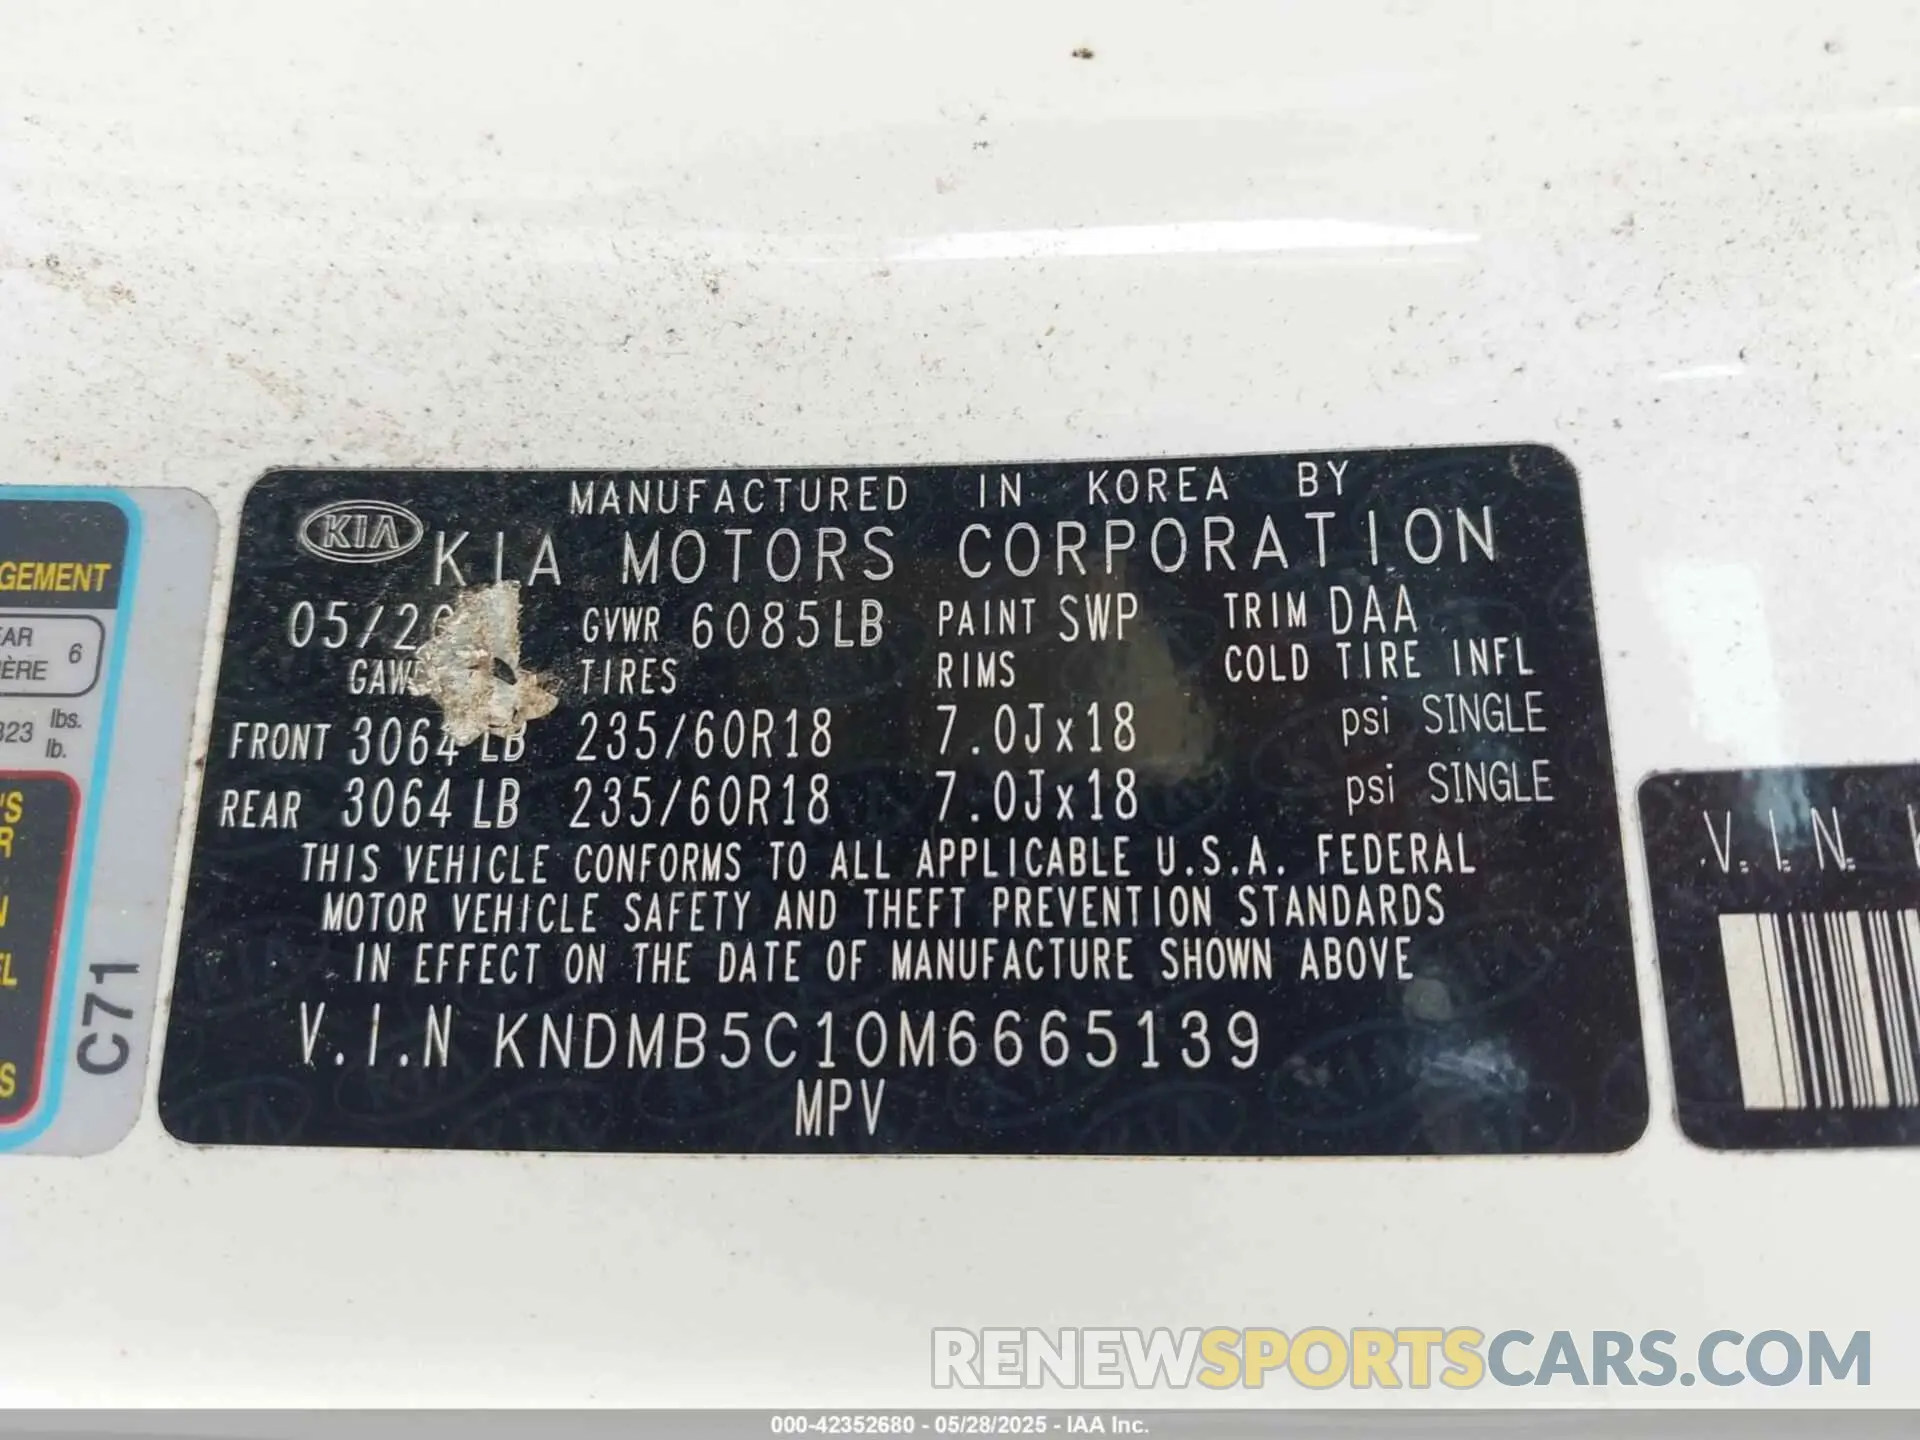 MANUFACTURED IN KOREA BY
KIA KIA MOTORS CORPORATION
GVWR 6085LB PAINT SWP TRIM DAA
TIRES RIMS COLD TIRE INFL
FRONT 3064 LB 235/60R18 7.0Jx18 psi SINGLE
REAR 3064 LB 235/60R18 7.0Jx18 psi SINGLE
THIS VEHICLE CONFORMS TO ALL APPLICABLE U.S.A. FEDERAL
MOTOR VEHICLE SAFETY AND THEFT PREVENTION STANDARDS
IN EFFECT ON THE DATE OF MANUFACTURE SHOWN ABOVE
V.I.N KNDMB5C10M6665139
MPV
6
lbs.
lb.
C71
V.I.N.
RENEWSPORTSCARS.COM
000-42352680 - 05/28/2025 - IAA Inc.